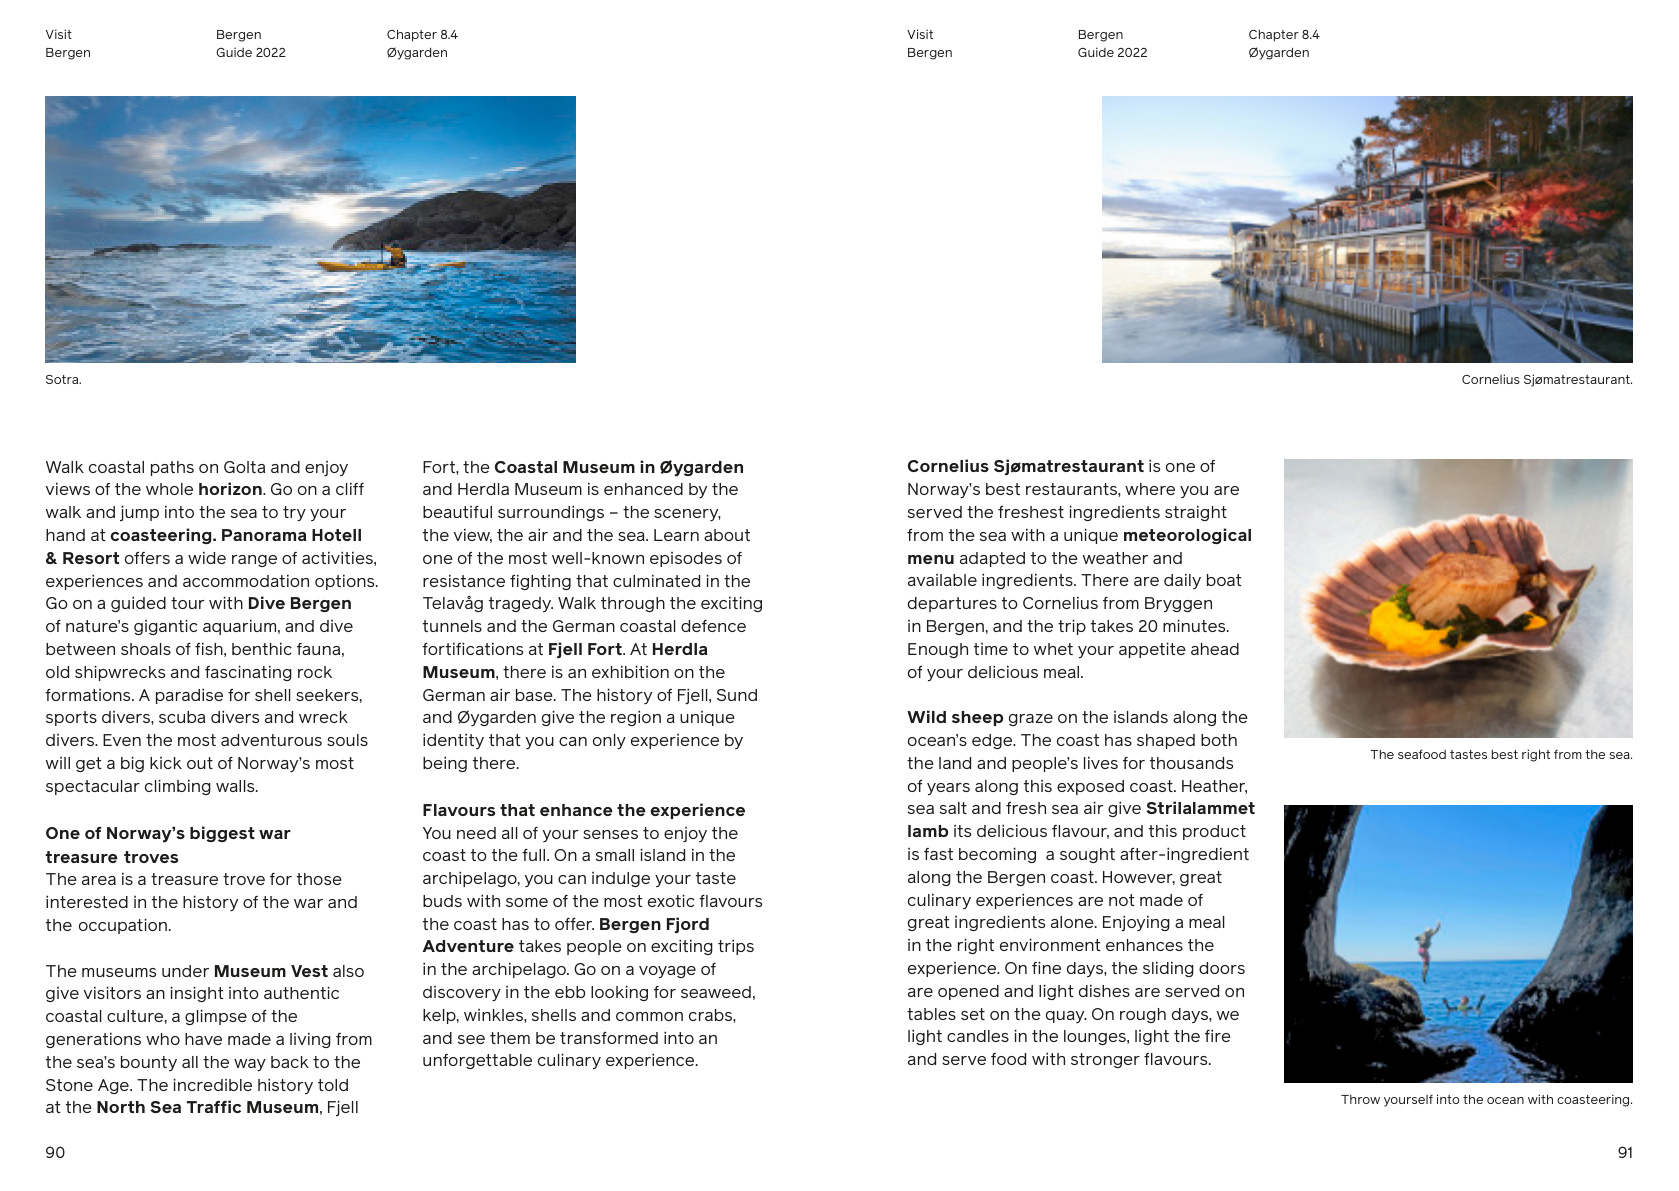 Visit
Bergen
Bergen
Guide 2022
Chapter 8.4
Øygarden
Sotra.
Walk coastal paths on Golta and enjoy
views of the whole horizon. Go on a cliff
walk and jump into the sea to try your
hand at coasteering. Panorama Hotell
& Resort offers a wide range of activities,
experiences and accommodation options.
Go on a guided tour with Dive Bergen
of nature's gigantic aquarium, and dive
between shoals of fish, benthic fauna,
old shipwrecks and fascinating rock
formations. A paradise for shell seekers,
sports divers, scuba divers and wreck
divers. Even the most adventurous souls
will get a big kick out of Norway's most
spectacular climbing walls.
One of Norway's biggest war
treasure troves
The area is a treasure trove for those
interested in the history of the war and
the occupation.
The museums under Museum Vest also
give visitors an insight into authentic
coastal culture, a glimpse of the
generations who have made a living from
the sea's bounty all the way back to the
Stone Age. The incredible history told
at the North Sea Traffic Museum, Fjell
Fort, the Coastal Museum in Øygarden
and Herdla Museum is enhanced by the
beautiful surroundings – the scenery,
the view, the air and the sea. Learn about
one of the most well-known episodes of
resistance fighting that culminated in the
Telavåg tragedy. Walk through the exciting
tunnels and the German coastal defence
fortifications at Fjell Fort. At Herdla
Museum, there is an exhibition on the
German air base. The history of Fjell, Sund
and Øygarden give the region a unique
identity that you can only experience by
being there.
Flavours that enhance the experience
You need all of your senses to enjoy the
coast to the full. On a small island in the
archipelago, you can indulge your taste
buds with some of the most exotic flavours
the coast has to offer. Bergen Fjord
Adventure takes people on exciting trips
in the archipelago. Go on a voyage of
discovery in the ebb looking for seaweed,
kelp, winkles, shells and common crabs,
and see them be transformed into an
unforgettable culinary experience.
90
Visit
Bergen
Bergen
Guide 2022
Chapter 8.4
Øygarden
Cornelius Sjømatrestaurant.
Cornelius Sjømatrestaurant is one of
Norway's best restaurants, where you are
served the freshest ingredients straight
from the sea with a unique meteorological
menu adapted to the weather and
available ingredients. There are daily boat
departures to Cornelius from Bryggen
in Bergen, and the trip takes 20 minutes.
Enough time to whet your appetite ahead
of your delicious meal.
Wild sheep graze on the islands along the
ocean's edge. The coast has shaped both
the land and people's lives for thousands
of years along this exposed coast. Heather,
sea salt and fresh sea air give Strilalammet
lamb its delicious flavour, and this product
is fast becoming  a sought after-ingredient
along the Bergen coast. However, great
culinary experiences are not made of
great ingredients alone. Enjoying a meal
in the right environment enhances the
experience. On fine days, the sliding doors
are opened and light dishes are served on
tables set on the quay. On rough days, we
light candles in the lounges, light the fire
and serve food with stronger flavours.
The seafood tastes best right from the sea.
Throw yourself into the ocean with coasteering.
91